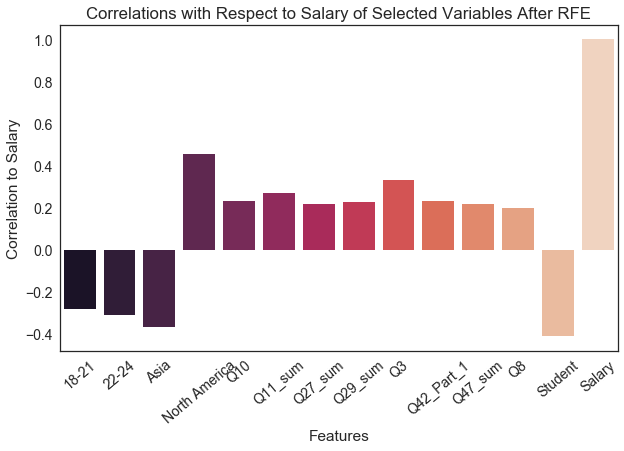 Correlations with Respect to Salary of Selected Variables After RFE
Correlation to Salary
1.0
0.8
0.6
0.4
0.2
0.0
−0.2
−0.4
18-21
22-24
Asia
North America
Q10
Q11_sum
Q27_sum
Q29_sum
Q3
Q42_Part_1
Q47_sum
Q8
Student
Salary
Features